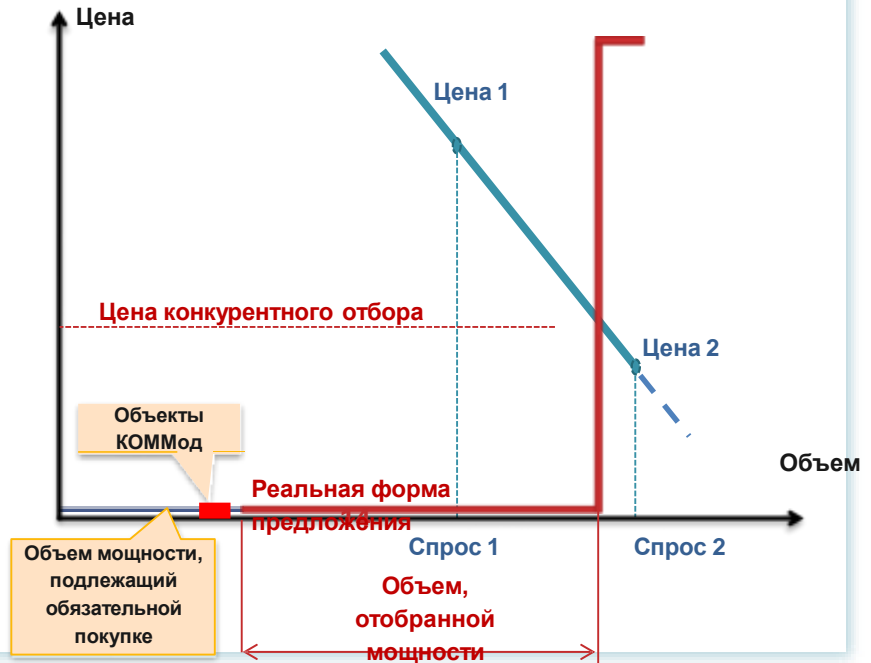 Цена
Цена 1
Цена конкурентного отбора
Цена 2
Объекты
КОММод
Объем
Реальная форма
предложения
Спрос 1
Спрос 2
Объем мощности,
подлежащий
обязательной
покупке
Объем,
отобранной
мощности